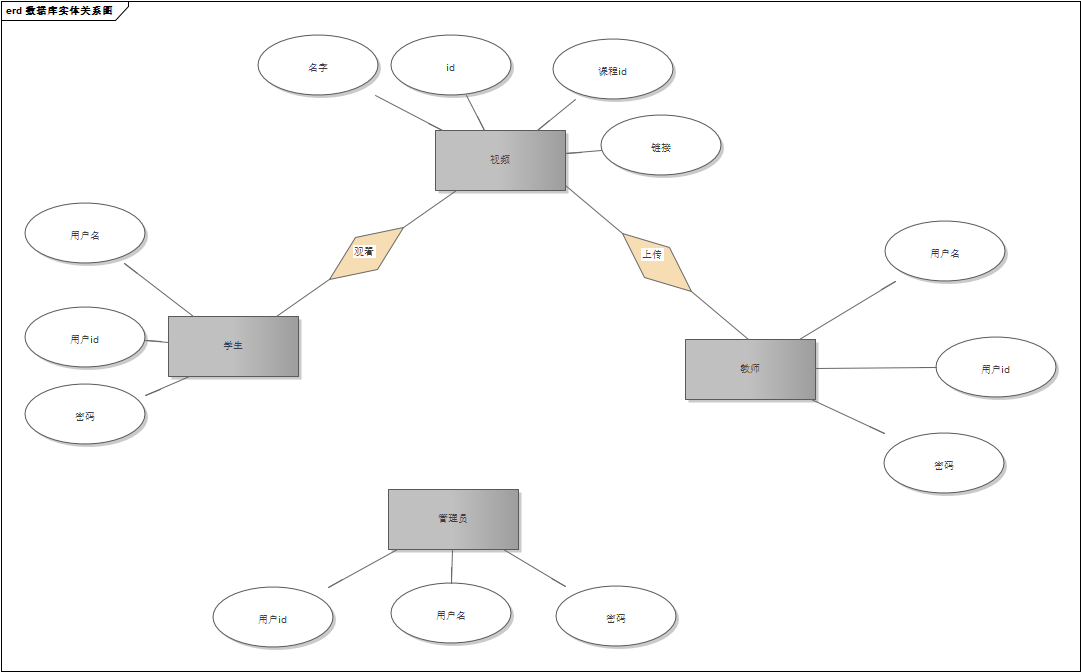 erd 数据库实体关系图
名字
id
课程id
链接
视频
用户名
观看
上传
用户名
用户id
学生
教师
用户id
密码
密码
管理员
用户id
用户名
密码